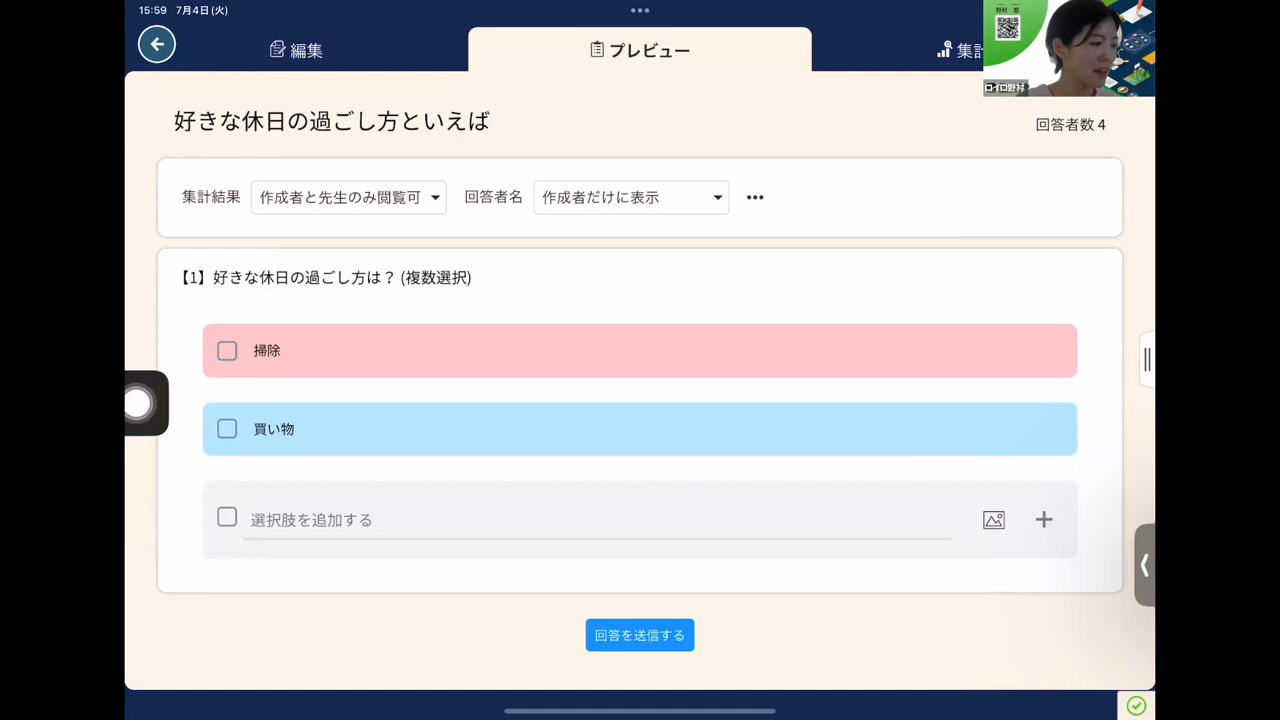 15:59 7月4日(火)
編集
プレビュー
集計
野村
ロイロ野村
好きな休日の過ごし方といえば
回答者数 4
集計結果 作成者と先生のみ閲覧可 回答者名 作成者だけに表示
【1】好きな休日の過ごし方は？(複数選択)
掃除
買い物
選択肢を追加する
回答を送信する